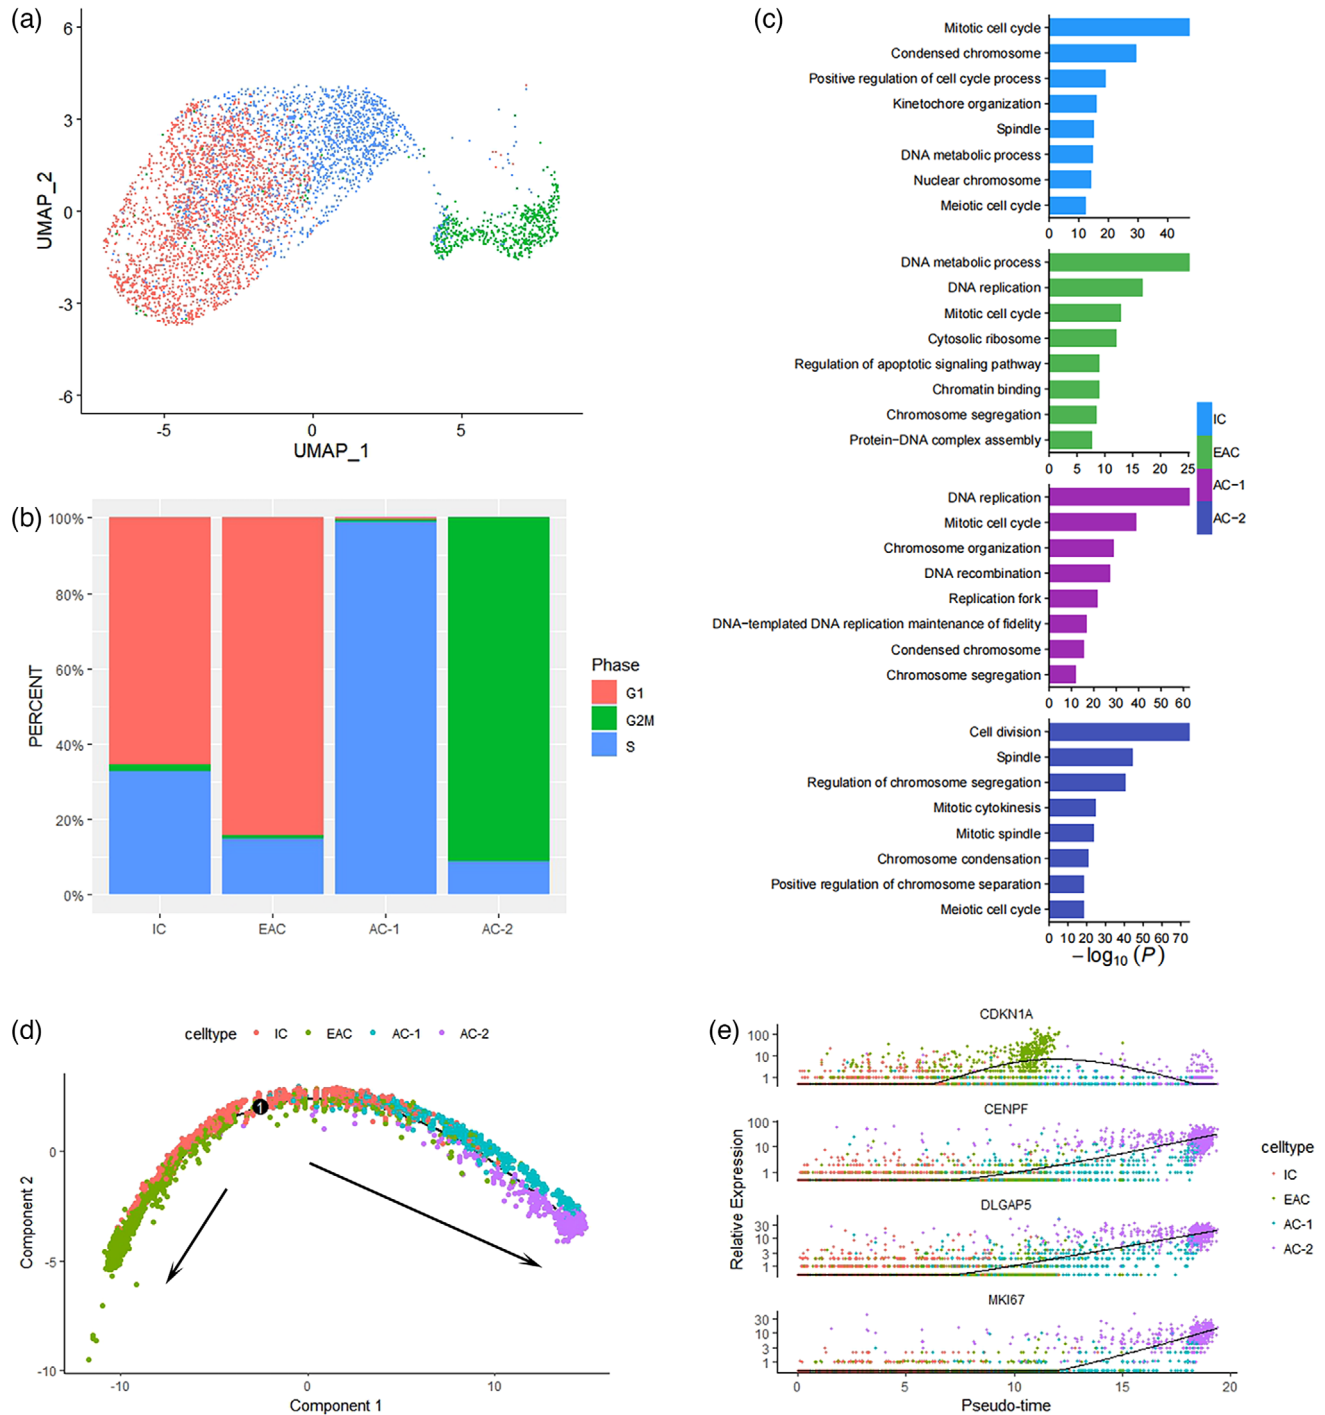 (a)
6
3
0
-3
-6
UMAP_2
-5
0
5
UMAP_1
(b)
100%
80%
60%
40%
20%
0%
PERCENT
IC
EAC
AC-1
AC-2
Phase
G1
G2M
S
(c)
Mitotic cell cycle
Condensed chromosome
Positive regulation of cell cycle process
Kinetochore organization
Spindle
DNA metabolic process
Nuclear chromosome
Meiotic cell cycle
0 10 20 30 40
DNA metabolic process
DNA replication
Mitotic cell cycle
Cytosolic ribosome
Regulation of apoptotic signaling pathway
Chromatin binding
Chromosome segregation
Protein−DNA complex assembly
0 5 10 15 20 25
DNA replication
Mitotic cell cycle
Chromosome organization
DNA recombination
Replication fork
DNA−templated DNA replication maintenance of fidelity
Condensed chromosome
Chromosome segregation
0 10 20 30 40 50 60
Cell division
Spindle
Regulation of chromosome segregation
Mitotic cytokinesis
Mitotic spindle
Chromosome condensation
Positive regulation of chromosome separation
Meiotic cell cycle
0 10 20 30 40 50 60 70
−log10 (P)
IC
EAC
AC−1
AC−2
(d)
celltype IC EAC AC-1 AC-2
1
0
-5
-10
Component 2
-10 0 10
Component 1
(e)
CDKN1A
100
10
1
CENPF
100
10
1
DLGAP5
30
10
3
1
MKI67
30
10
3
1
Relative Expression
0 5 10 15 20
Pseudo-time
celltype
IC
EAC
AC-1
AC-2